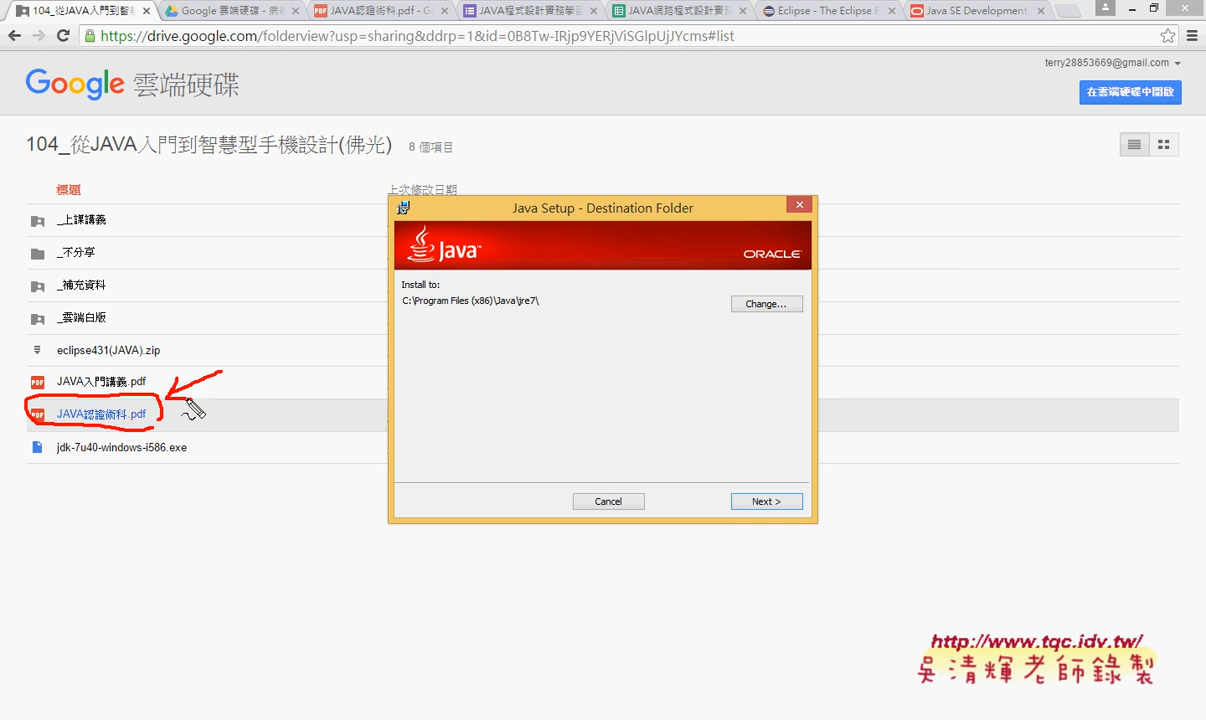 104_從JAVA入門到智慧
Google 雲端硬碟 - 
JAVA認證術科.pdf - G
JAVA程式設計實務學習
JAVA網路程式設計實務
Eclipse - The Eclipse F
Java SE Development
https://drive.google.com/folderview?usp=sharing&ddrp=1&id=0B8Tw-IRjp9YERjViSGlpUjJYcms#list
terry28853669@gmail.com
Google 雲端硬碟
在雲端硬碟中開啟
104_從JAVA入門到智慧型手機設計(佛光) 8 個項目
標題
上次修改日期
_上課講義
_不分享
_補充資料
_雲端白版
eclipse431(JAVA).zip
JAVA入門講義.pdf
JAVA認證術科.pdf
jdk-7u40-windows-i586.exe
Java Setup - Destination Folder
Java™
ORACLE
Install to:
C:\Program Files (x86)\Java\jre7\
Change...
Cancel
Next >
http://www.tqc.idv.tw/
吳清輝老師錄製